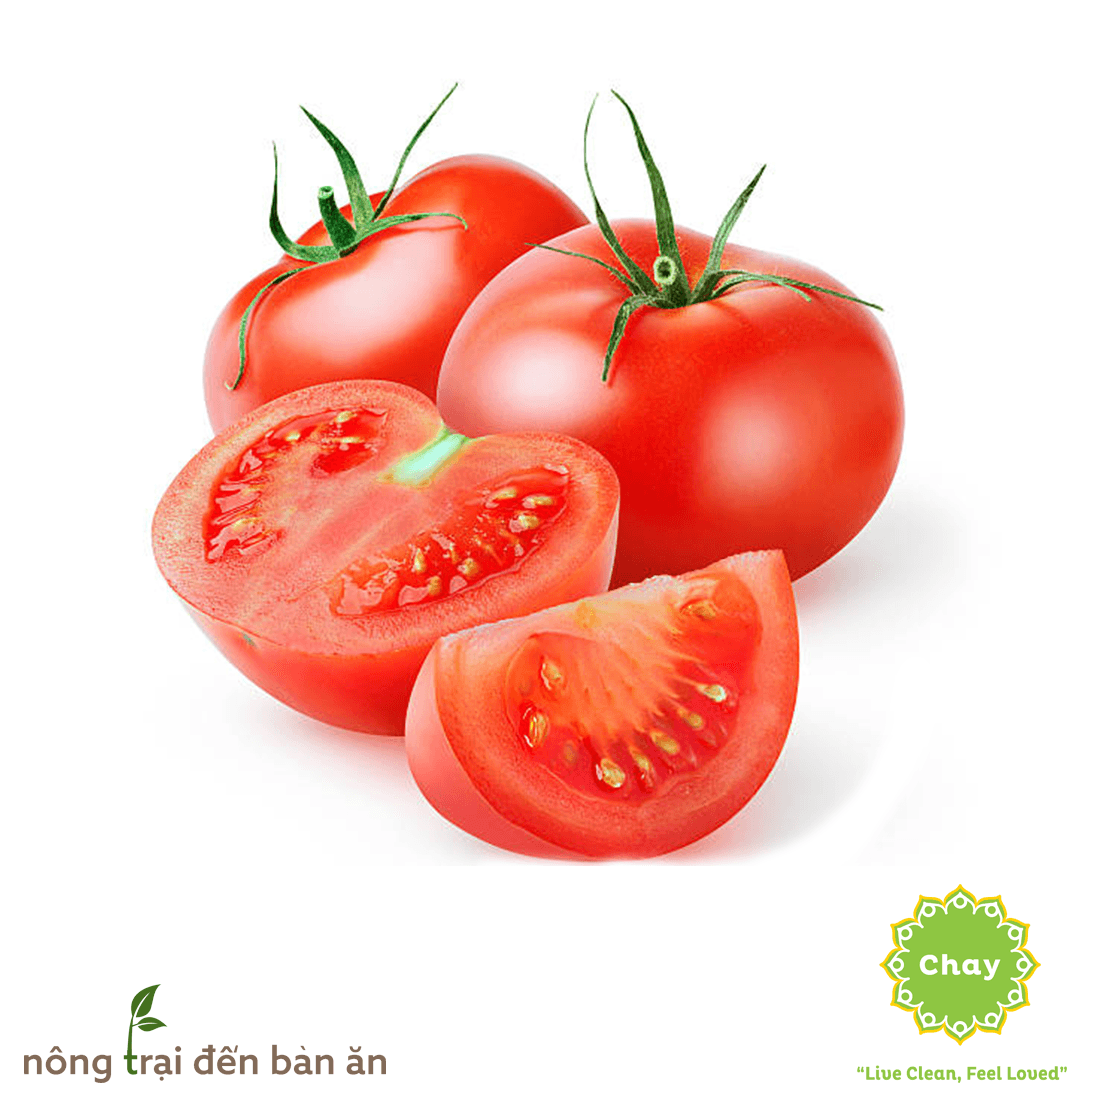 Chay
nông trại đến bàn ăn
“Live Clean, Feel Loved”